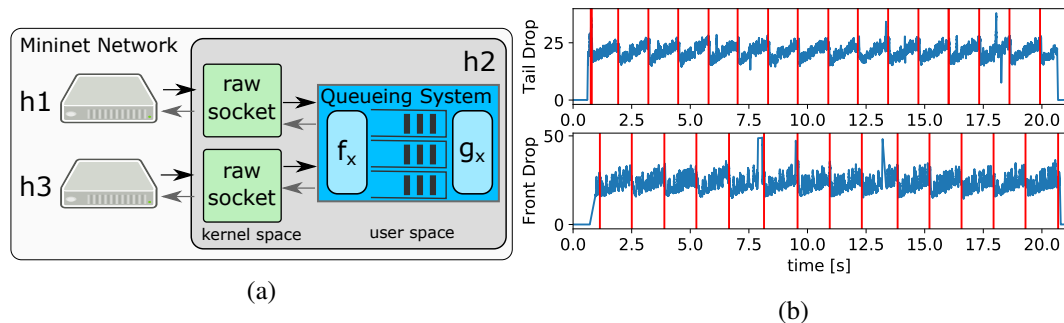 Mininet Network
h1
h3
h2
raw
socket
raw
socket
kernel space
Queueing System
fx
gx
user space
(a)
Tail Drop
25
0
0.0 2.5 5.0 7.5 10.0 12.5 15.0 17.5 20.0
Front Drop
50
0
0.0 2.5 5.0 7.5 10.0 12.5 15.0 17.5 20.0
time [s]
(b)